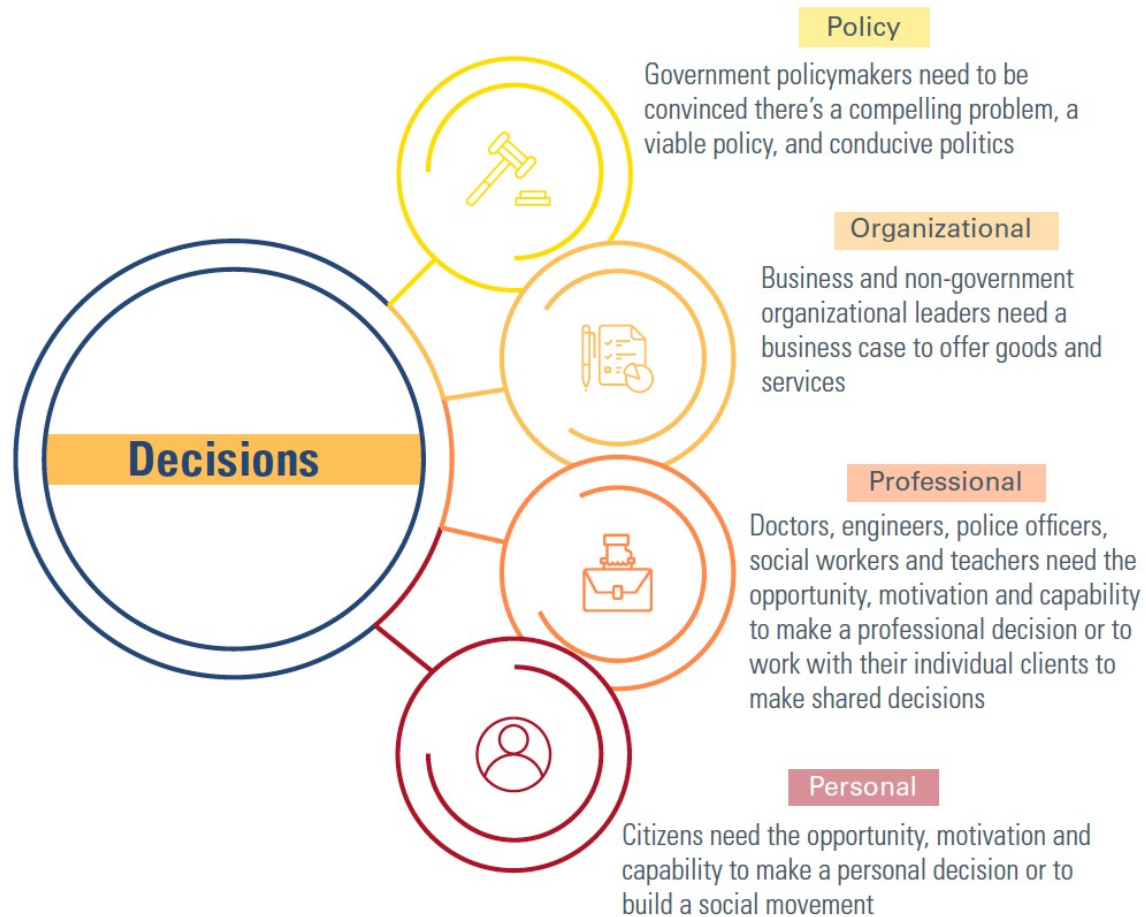 Policy
Government policymakers need to be
convinced there's a compelling problem, a
viable policy, and conducive politics
Organizational
Business and non-government
organizational leaders need a
business case to offer goods and
services
Decisions
Professional
Doctors, engineers, police officers,
social workers and teachers need the
opportunity, motivation and capability
to make a professional decision or to
work with their individual clients to
make shared decisions
Personal
Citizens need the opportunity, motivation and
capability to make a personal decision or to
build a social movement